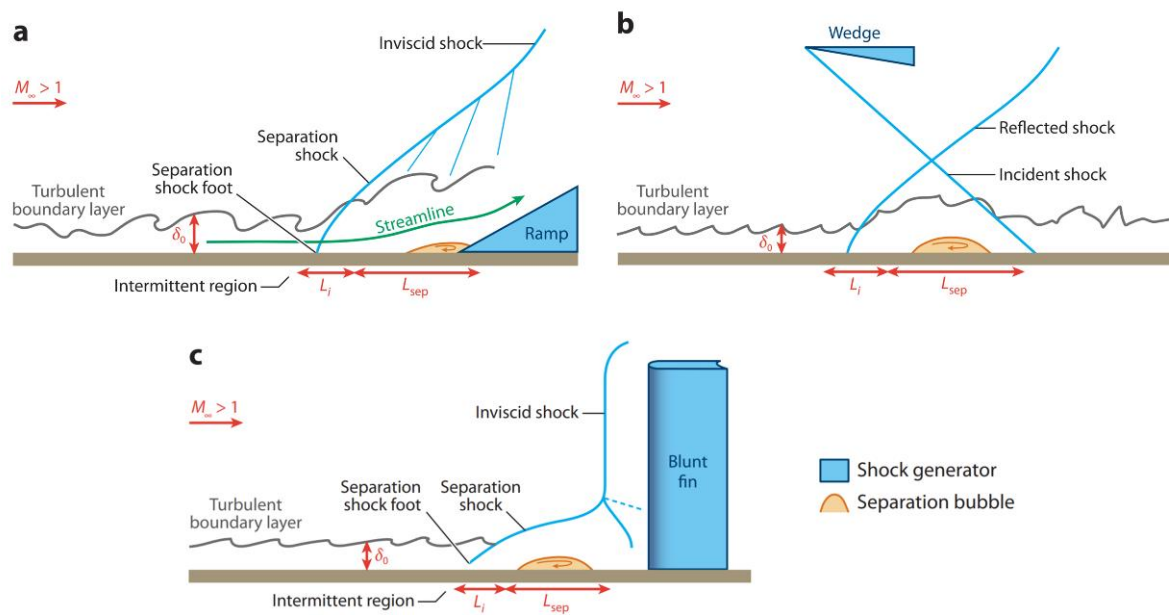 a
Inviscid shock
M∞ > 1
Separation
shock
Separation
shock foot
Turbulent
boundary layer
δ0
Streamline
Ramp
Intermittent region
Li
Lsep
b
Wedge
M∞ > 1
Reflected shock
Incident shock
Turbulent
boundary layer
δ0
Li
Lsep
c
M∞ > 1
Inviscid shock
Blunt
fin
Separation
shock foot
Separation
shock
Turbulent
boundary layer
δ0
Intermittent region
Li
Lsep
Shock generator
Separation bubble